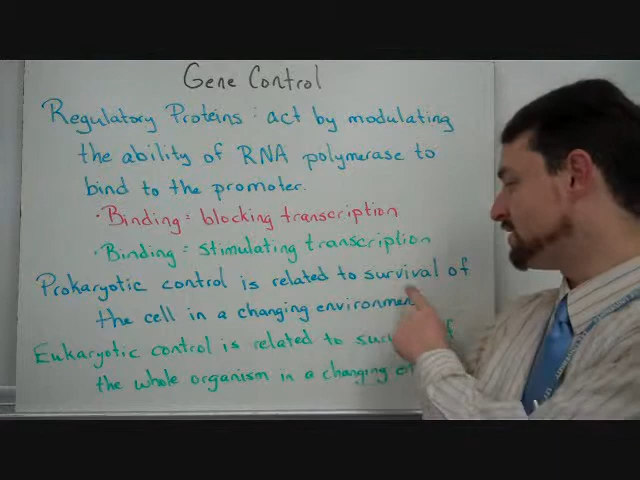 Gene Control
Regulatory Proteins: act by modulating
the ability of RNA polymerase to
bind to the promoter.
• Binding = blocking transcription
• Binding = stimulating transcription
Prokaryotic control is related to survival of
the cell in a changing
Eukaryotic control is related to
the whole organism in a changing